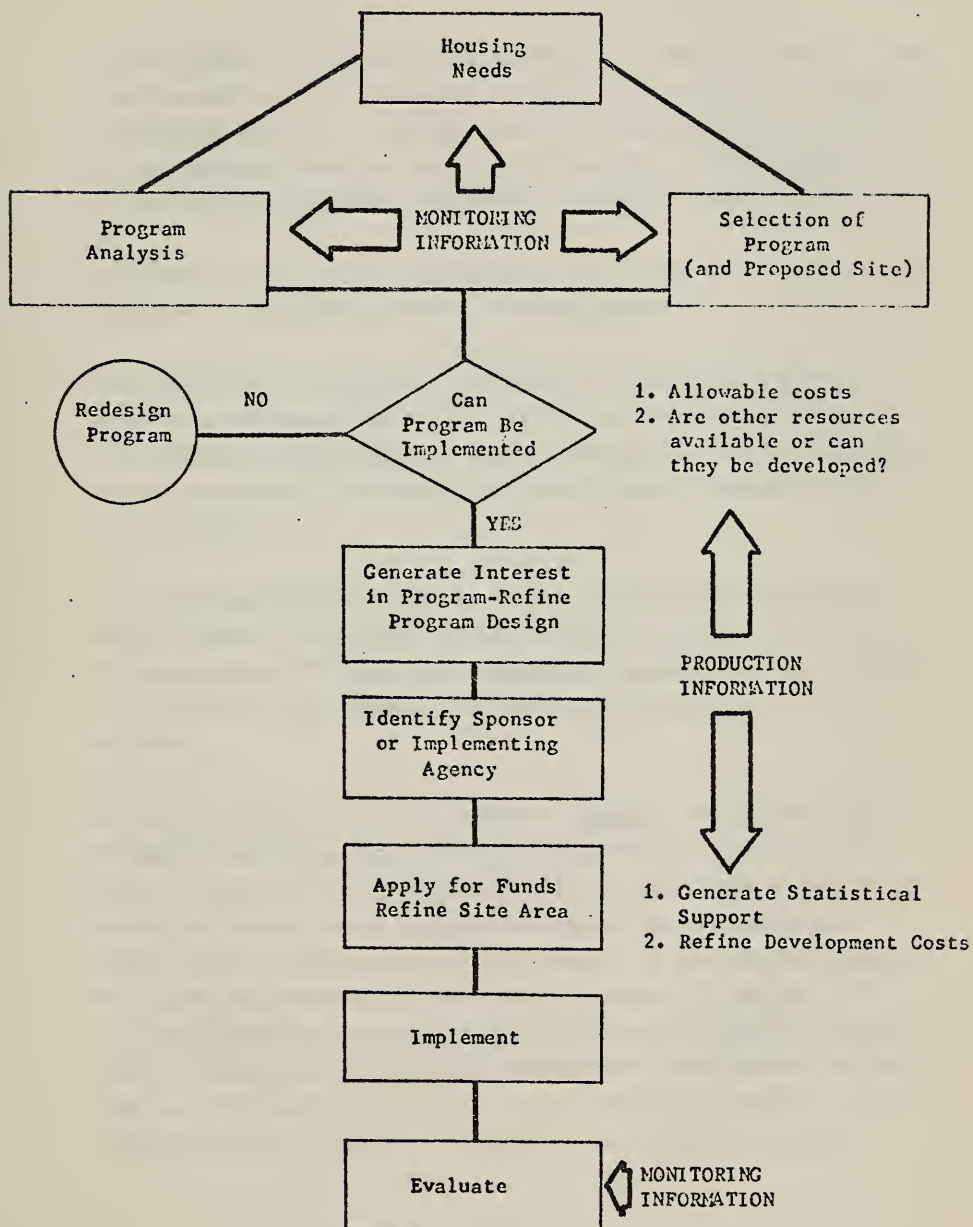 Housing
Needs
Program
Analysis
MONITORING
INFORMATION
Selection of
Program
(and Proposed Site)
Redesign
Program
NO
Can
Program Be
Implemented
1. Allowable costs
2. Are other resources
available or can
they be developed?
YES
Generate Interest
in Program-Refine
Program Design
PRODUCTION
INFORMATION
Identify Sponsor
or Implementing
Agency
Apply for Funds
Refine Site Area
1. Generate Statistical
Support
2. Refine Development Costs
Implement
Evaluate
MONITORING
INFORMATION